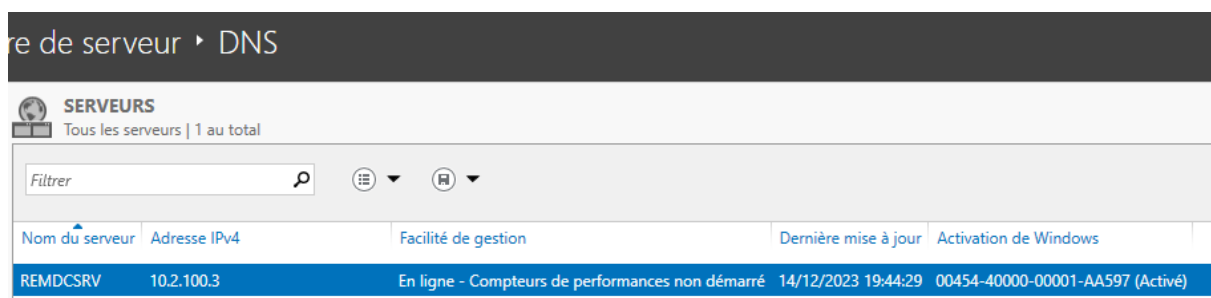 re de serveur ‣ DNS
SERVEURS
Tous les serveurs | 1 au total
Filtrer
Nom du serveur Adresse IPv4 Facilité de gestion Dernière mise à jour Activation de Windows
REMDCSRV 10.2.100.3 En ligne - Compteurs de performances non démarré 14/12/2023 19:44:29 00454-40000-00001-AA597 (Activé)